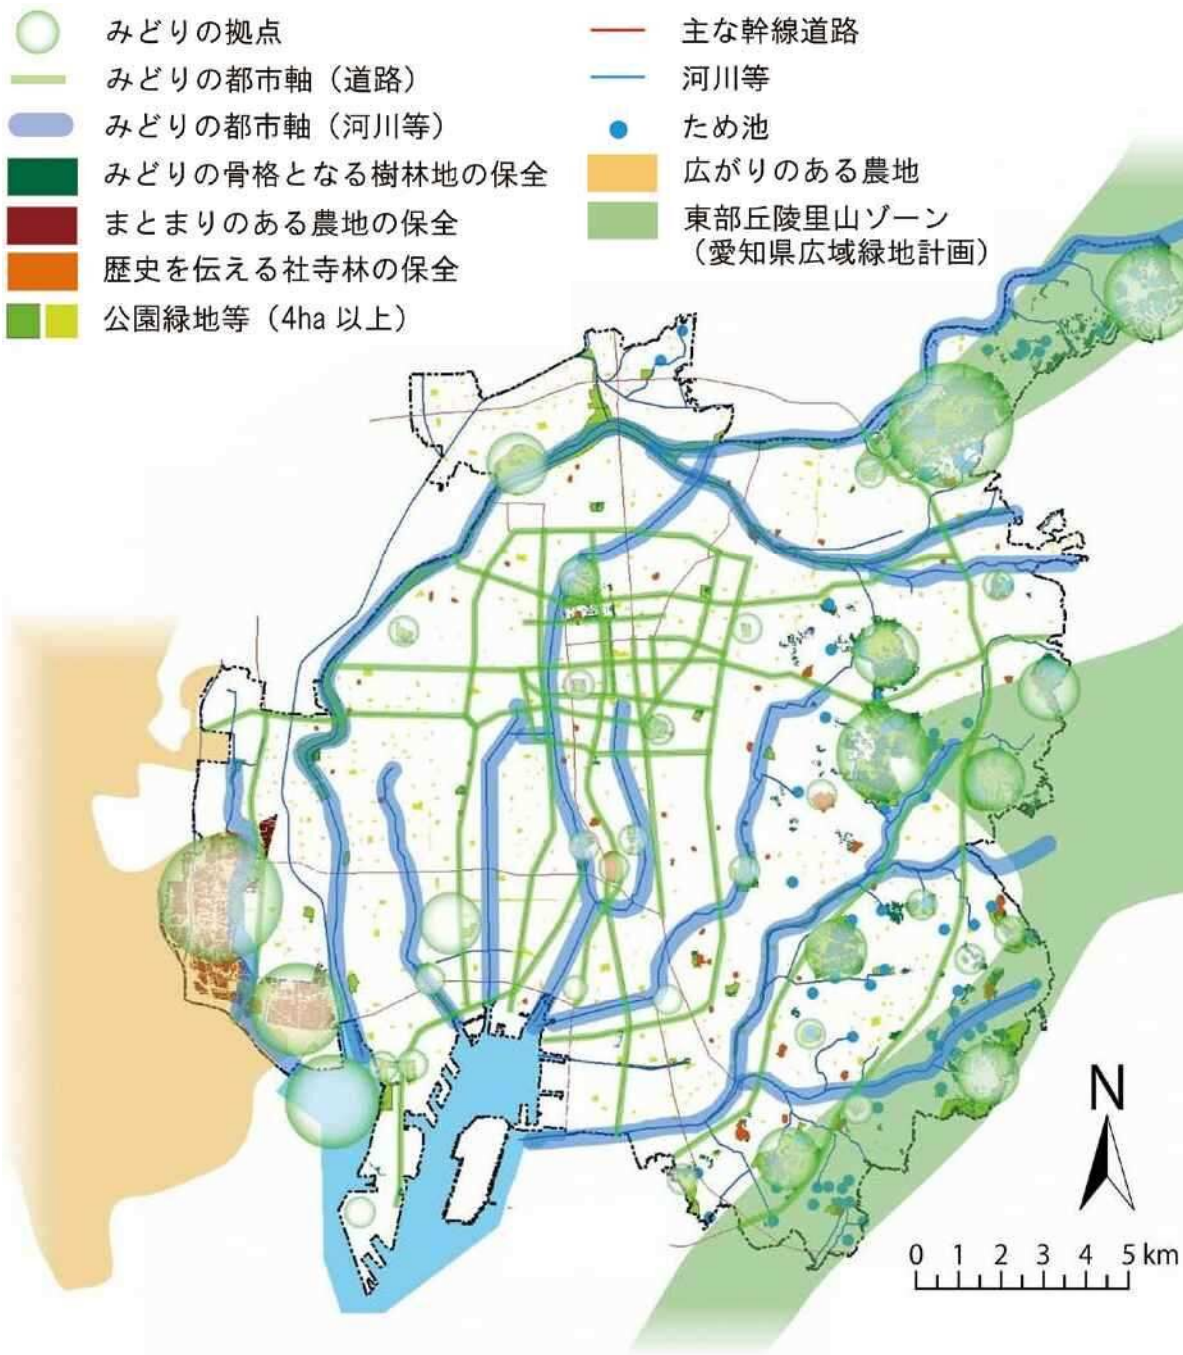 みどりの拠点
みどりの都市軸（道路）
みどりの都市軸（河川等）
みどりの骨格となる樹林地の保全
まとまりのある農地の保全
歴史を伝える社寺林の保全
公園緑地等（4ha 以上）
主な幹線道路
河川等
ため池
広がりのある農地
東部丘陵里山ゾーン
（愛知県広域緑地計画）
N
0 1 2 3 4 5 km